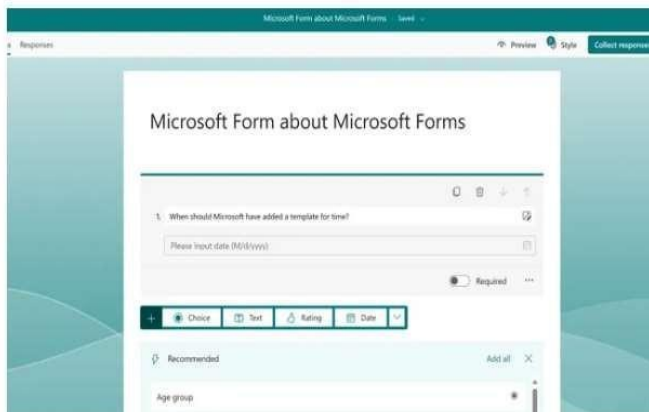 Microsoft Form about Microsoft Forms Saved
Responses
Preview
Style
Collect responses
Microsoft Form about Microsoft Forms
1. When should Microsoft have added a template for time?
Please input date (M/d/yyyy)
Required
Choice
Text
Rating
Date
Recommended
Add all
Age group